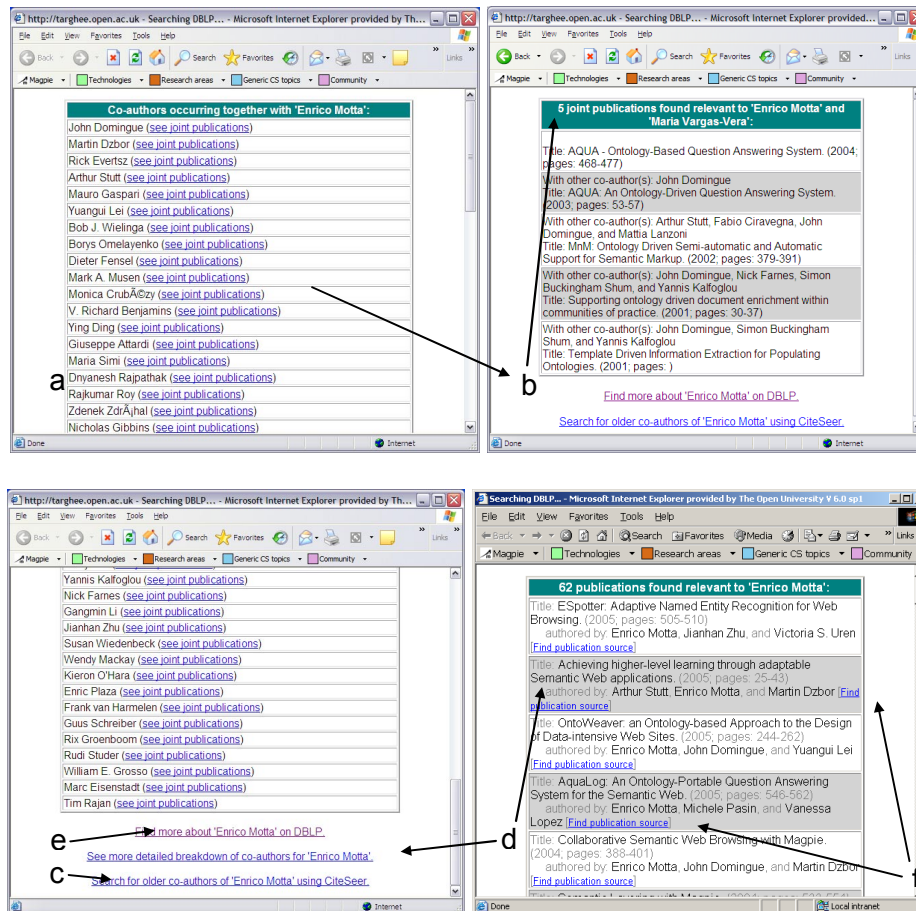 http://targhee.open.ac.uk - Searching DBLP... - Microsoft Internet Explorer provided by Th...
File Edit View Favorites Tools Help
Back Search Favorites Links
Magpie Technologies Research areas Generic CS topics Community
Co-authors occurring together with 'Enrico Motta':
John Domingue (see joint publications)
Martin Dzbor (see joint publications)
Rick Evertsz (see joint publications)
Arthur Stutt (see joint publications)
Mauro Gaspari (see joint publications)
Yuangui Lei (see joint publications)
Bob J. Wielinga (see joint publications)
Borys Omelayenko (see joint publications)
Dieter Fensel (see joint publications)
Mark A. Musen (see joint publications)
Monica CrubÃ©zy (see joint publications)
V. Richard Benjamins (see joint publications)
Ying Ding (see joint publications)
Giuseppe Attardi (see joint publications)
Maria Simi (see joint publications)
a
Dnyanesh Rajpathak (see joint publications)
Rajkumar Roy (see joint publications)
Zdenek ZdrÃ¡hal (see joint publications)
Nicholas Gibbins (see joint publications)
Done Internet
http://targhee.open.ac.uk - Searching DBLP... - Microsoft Internet Explorer provided...
File Edit View Favorites Tools Help
Back Search Favorites Links
Magpie Technologies Research areas Generic CS topics Community
5 joint publications found relevant to 'Enrico Motta' and
'Maria Vargas-Vera':
Title: AQUA - Ontology-Based Question Answering System. (2004;
pages: 468-477)
With other co-author(s): John Domingue
Title: AQUA: An Ontology-Driven Question Answering System.
(2003; pages: 53-57)
With other co-author(s): Arthur Stutt, Fabio Ciravegna, John
Domingue, and Mattia Lanzoni
Title: MnM: Ontology Driven Semi-automatic and Automatic
Support for Semantic Markup. (2002; pages: 379-391)
With other co-author(s): John Domingue, Nick Farnes, Simon
Buckingham Shum, and Yannis Kalfoglou
Title: Supporting ontology driven document enrichment within
communities of practice. (2001; pages: 30-37)
With other co-author(s): John Domingue, Simon Buckingham
Shum, and Yannis Kalfoglou
Title: Template Driven Information Extraction for Populating
Ontologies. (2001; pages: )
b
Find more about 'Enrico Motta' on DBLP.
Search for older co-authors of 'Enrico Motta' using CiteSeer.
Done Internet
http://targhee.open.ac.uk - Searching DBLP... - Microsoft Internet Explorer provided by Th...
File Edit View Favorites Tools Help
Back Search Favorites Links
Magpie Technologies Research areas Generic CS topics Community
Yannis Kalfoglou (see joint publications)
Nick Farnes (see joint publications)
Gangmin Li (see joint publications)
Jianhan Zhu (see joint publications)
Susan Wiedenbeck (see joint publications)
Wendy Mackay (see joint publications)
Kieron O'Hara (see joint publications)
Enric Plaza (see joint publications)
Frank van Harmelen (see joint publications)
Guus Schreiber (see joint publications)
Rix Groenboom (see joint publications)
Rudi Studer (see joint publications)
William E. Grosso (see joint publications)
Marc Eisenstadt (see joint publications)
Tim Rajan (see joint publications)
e
Find more about 'Enrico Motta' on DBLP.
See more detailed breakdown of co-authors for 'Enrico Motta'.
c
Search for older co-authors of 'Enrico Motta' using CiteSeer.
Internet
Searching DBLP... - Microsoft Internet Explorer provided by The Open University V 6.0 sp1
File Edit View Favorites Tools Help
Back Search Favorites Media Links
Magpie Technologies Research areas Generic CS topics Community
62 publications found relevant to 'Enrico Motta':
Title: ESpotter: Adaptive Named Entity Recognition for Web
Browsing. (2005; pages: 505-510)
authored by: Enrico Motta, Jianhan Zhu, and Victoria S. Uren
[Find publication source]
Title: Achieving higher-level learning through adaptable
Semantic Web applications. (2005; pages: 25-43)
authored by: Arthur Stutt, Enrico Motta, and Martin Dzbor [Find
publication source]
Title: OntoWeaver: an Ontology-based Approach to the Design
of Data-intensive Web Sites. (2005; pages: 244-262)
authored by: Enrico Motta, John Domingue, and Yuangui Lei
[Find publication source]
Title: AquaLog: An Ontology-Portable Question Answering
System for the Semantic Web. (2005; pages: 546-562)
authored by: Enrico Motta, Michele Pasin, and Vanessa
Lopez [Find publication source]
d
Title: Collaborative Semantic Web Browsing with Magpie.
(2004; pages: 388-401)
authored by: Enrico Motta, John Domingue, and Martin Dzbor
[Find publication source]
Done Local intranet